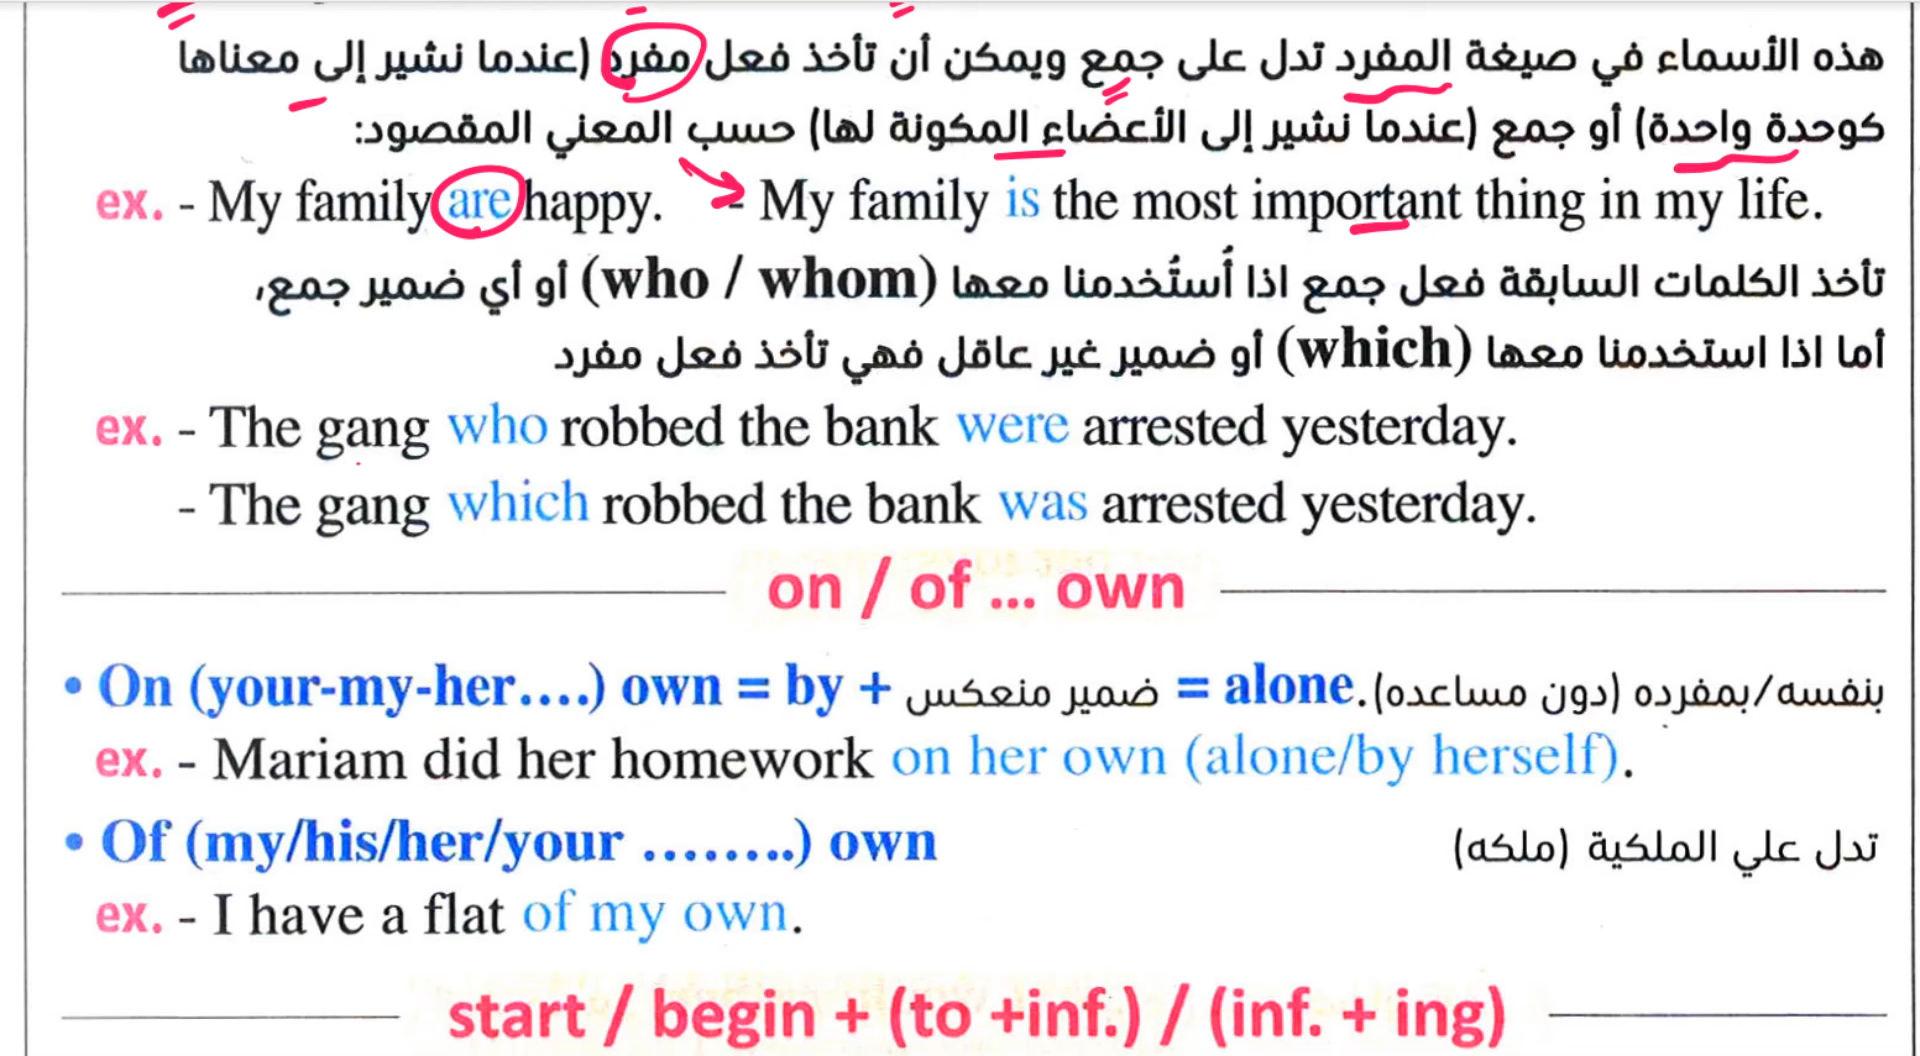 هذه الأسماء في صيغة المفرد تدل على جمع ويمكن أن تأخذ فعل مفرد (عندما نشير إلى معناها
كوحدة واحدة) أو جمع (عندما نشير إلى الأعضاء المكونة لها) حسب المعني المقصود:
ex. - My family are happy. - My family is the most important thing in my life.
تأخذ الكلمات السابقة فعل جمع اذا أُستُخدمنا معها (who / whom) أو أي ضمير جمع،
أما اذا استخدمنا معها (which) أو ضمير غير عاقل فهي تأخذ فعل مفرد
ex. - The gang who robbed the bank were arrested yesterday.
- The gang which robbed the bank was arrested yesterday.
on / of ... own
• On (your-my-her....) own = by + ضمير منعكس = alone. بنفسه/بمفرده (دون مساعده)
ex. - Mariam did her homework on her own (alone/by herself).
• Of (my/his/her/your ........) own تدل علي الملكية (ملكه)
ex. - I have a flat of my own.
start / begin + (to +inf.) / (inf. + ing)